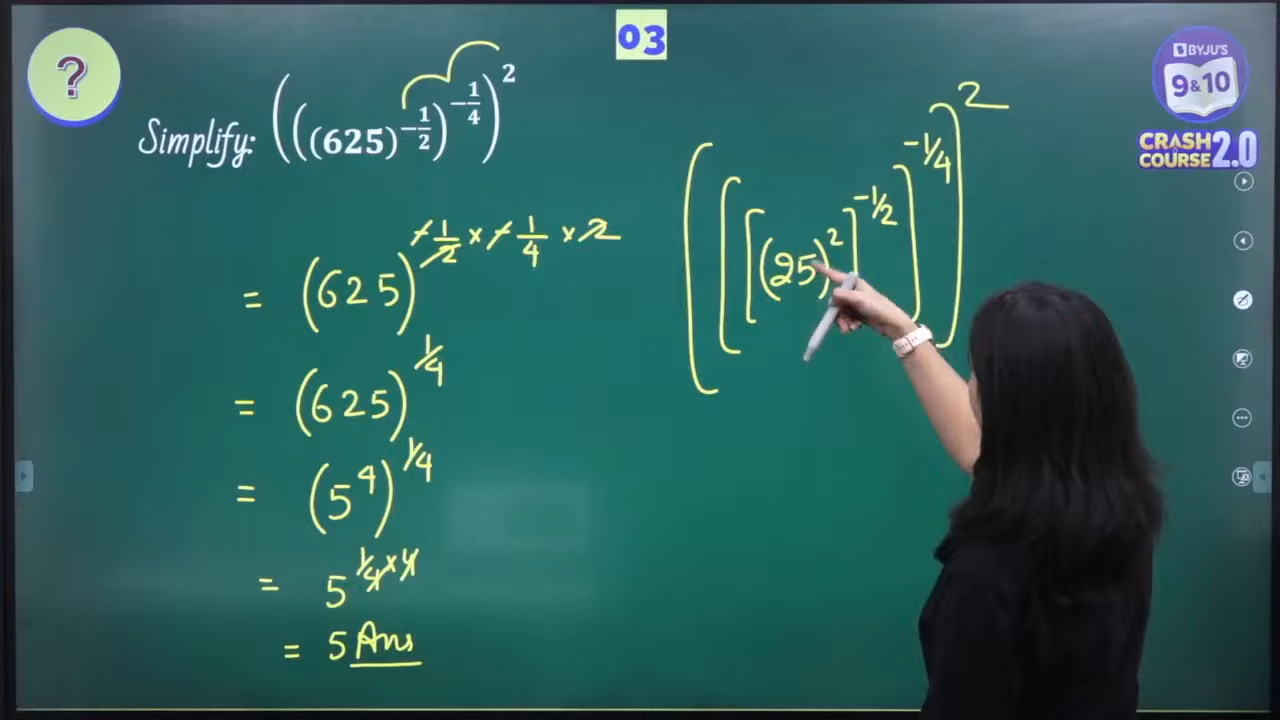 03
?
BYJU'S
9&10
CRASH
COURSE 2.0
Simplify: (((625)^{-1/2})^{-1/4})^2
= (625)^{-1/2 × -1/4 × 2}
= (625)^{1/4}
= (5^4)^{1/4}
= 5^{1/4 × 4}
= 5 Ans
([[(25)^2]^{-1/2}]^{-1/4})^2